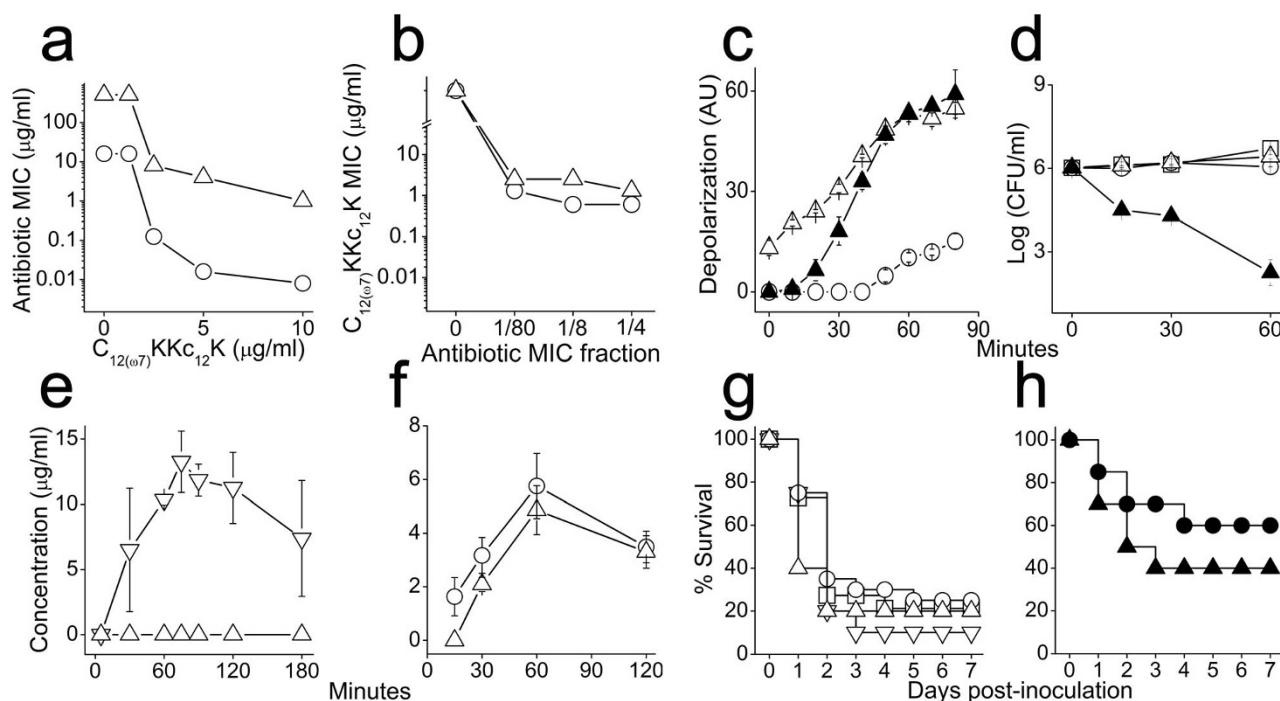 a
b
c
d
Antibiotic MIC (μg/ml)
100
10
1
0.1
0.01
0
5
10
C12(ω7)KKc12K (μg/ml)
C12(ω7)KKc12K MIC (μg/ml)
1
0.1
0.01
0
1/80
1/8
1/4
Antibiotic MIC fraction
Depolarization (AU)
60
30
0
0
30
60
90
Log (CFU/ml)
9
6
3
0
30
60
Minutes
e
f
g
h
Concentration (μg/ml)
15
10
5
0
0
60
120
180
8
6
4
2
0
0
30
60
90
120
Minutes
% Survival
100
80
60
40
20
0
0 1 2 3 4 5 6 7
100
80
60
40
20
0
0 1 2 3 4 5 6 7
Days post-inoculation